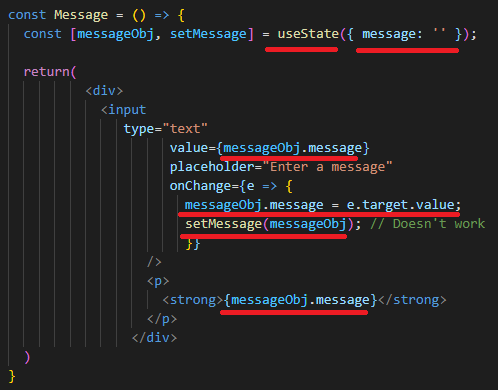 const Message = () => {
const [messageObj, setMessage] = useState({ message: '' });
return(
<div>
<input
type="text"
value={messageObj.message}
placeholder="Enter a message"
onChange={e => {
messageObj.message = e.target.value;
setMessage(messageObj); // Doesn't work
}}
/>
<p>
<strong>{messageObj.message}</strong>
</p>
</div>
)
}